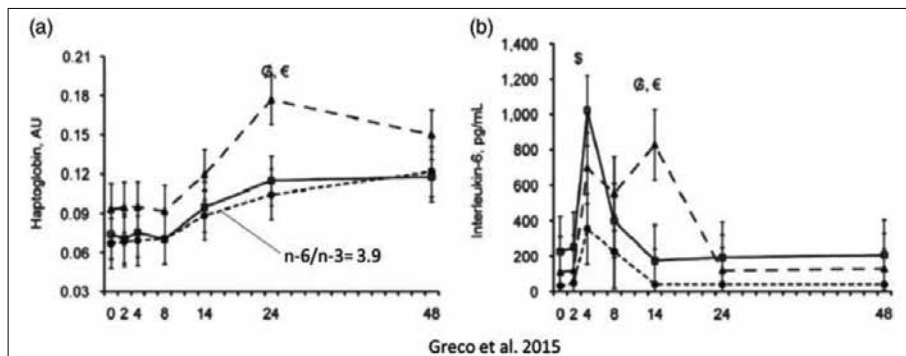 (a)
0.21
0.18
0.15
0.12
0.09
0.06
0.03
Haptoglobin, AU
₲, €
n-6/n-3= 3.9
0 2 4 8 14 24 48
(b)
1,400
1,200
1,000
800
600
400
200
0
Interleukin-6, pg/mL
$
₲, €
0 2 4 8 14 24 48
Greco et al. 2015